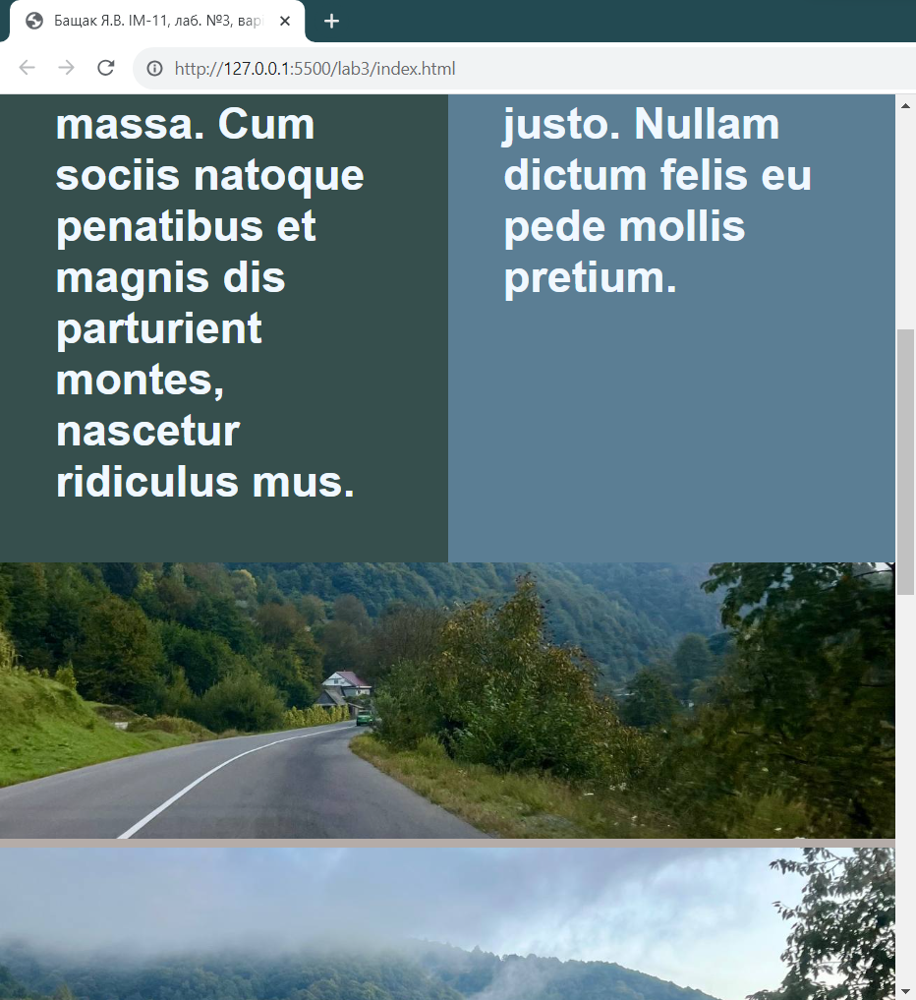 Бащак Я.В. ІМ-11, лаб. №3, варі
http://127.0.0.1:5500/lab3/index.html
massa. Cum
sociis natoque
penatibus et
magnis dis
parturient
montes,
nascetur
ridiculus mus.
justo. Nullam
dictum felis eu
pede mollis
pretium.